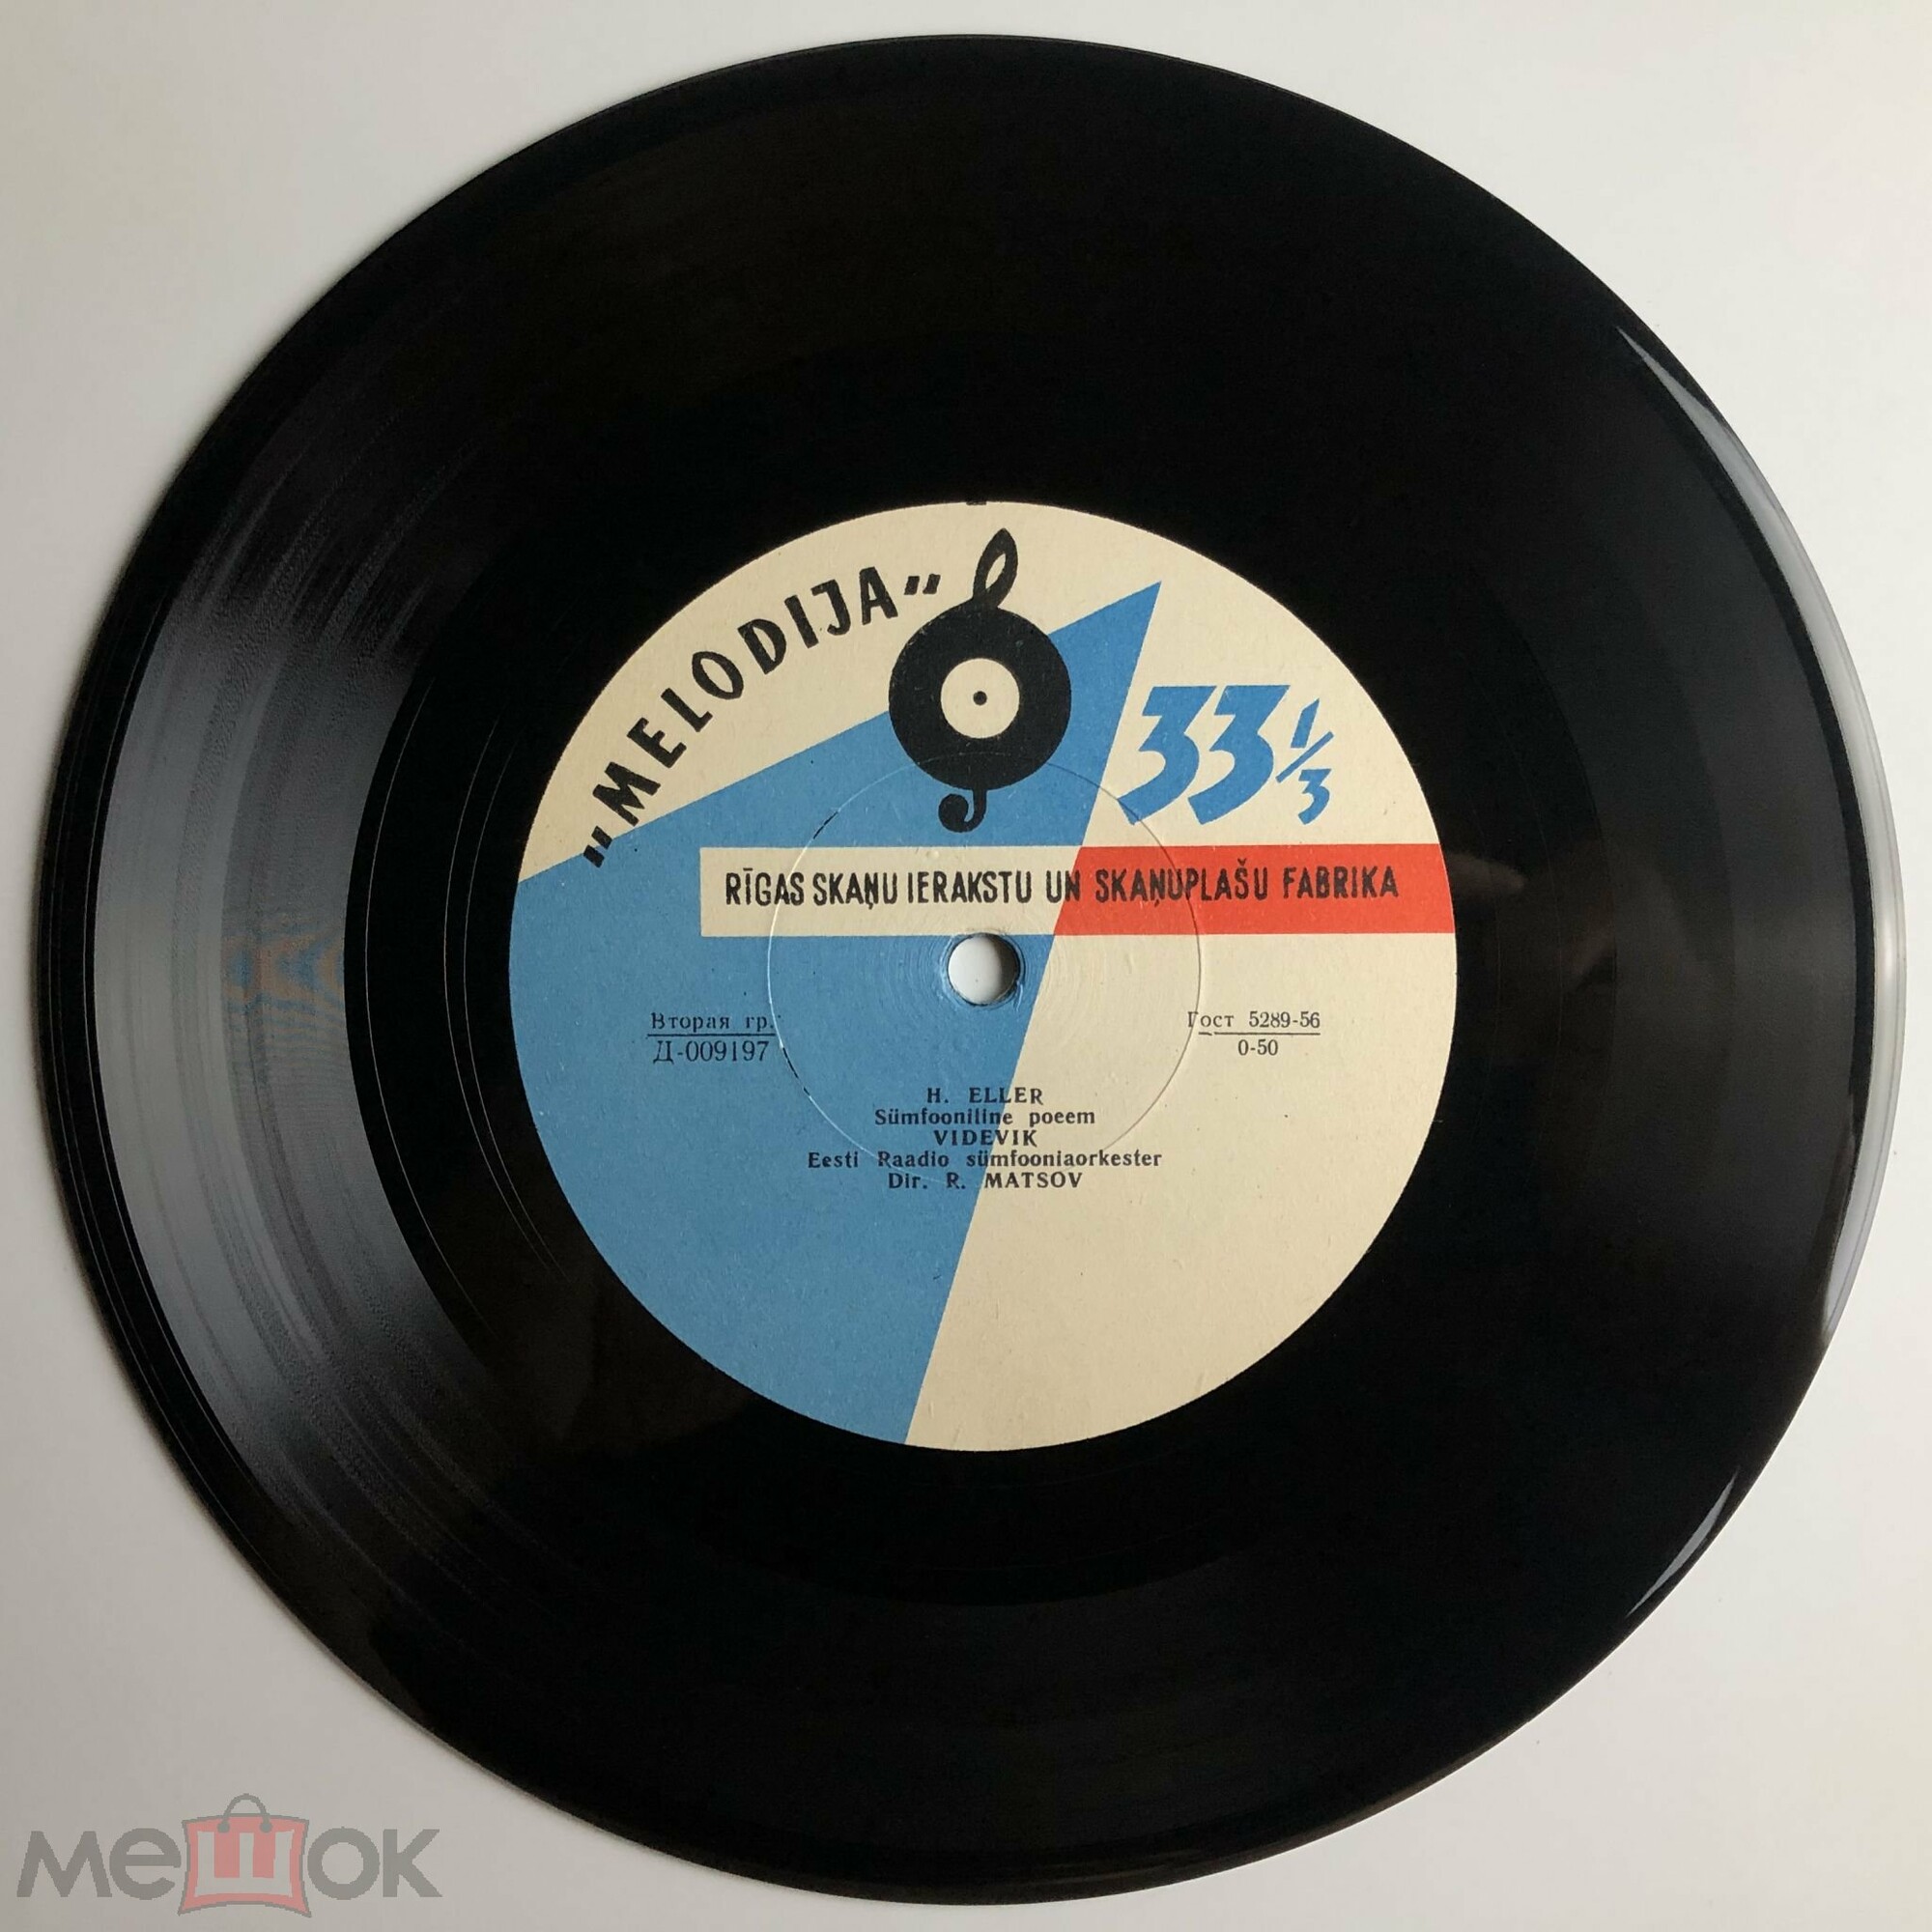 „MELODIJA“
33 1/3
RĪGAS SKAŅU IERAKSTU UN SKAŅUPLAŠU FABRIKA
Вторая гр.
Д-009197
Гост 5289-56
0-50
H. ELLER
Sümfooniline poeem
VIDEVIK
Eesti Raadio sümfooniaorkester
Dir. R. MATSOV
мешок